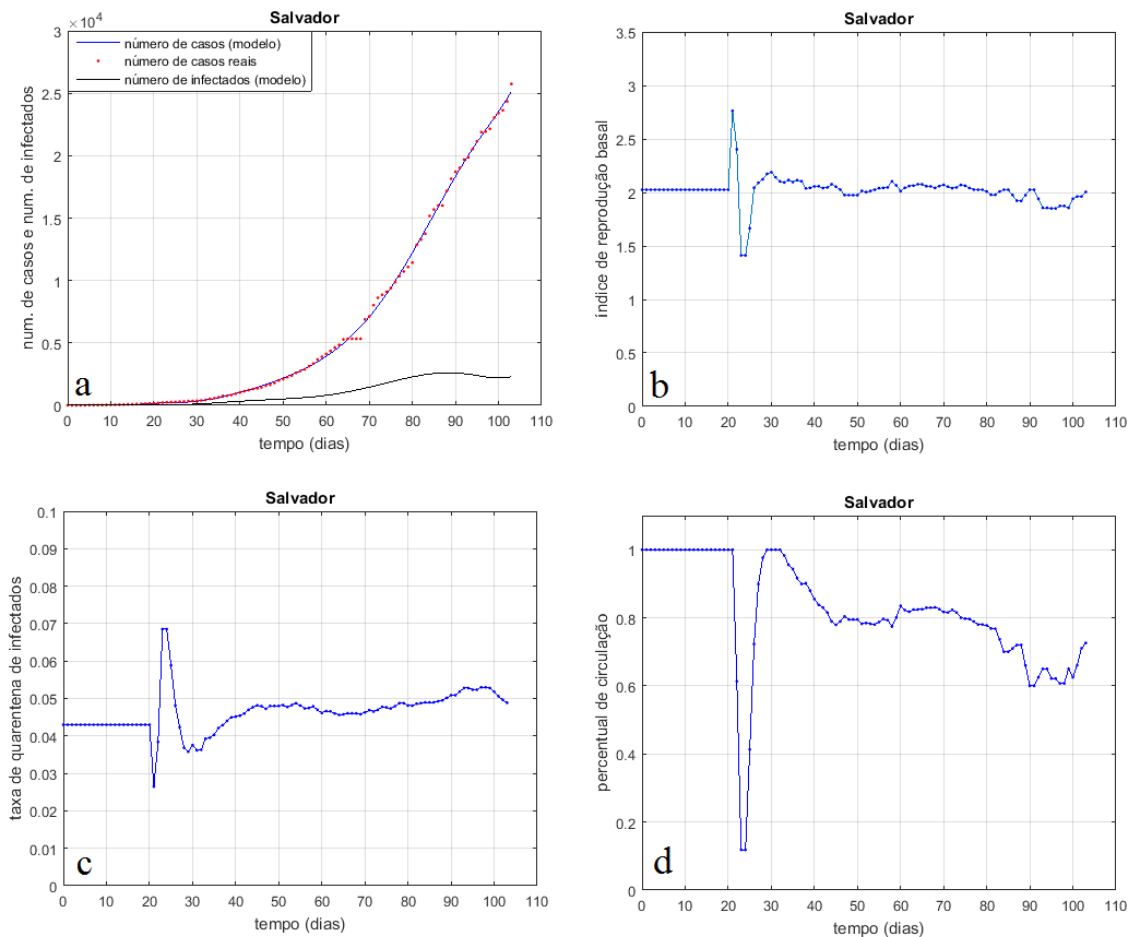 Salvador
×10⁴
3
2.5
2
1.5
1
0.5
0
número de casos (modelo)
número de casos reais
número de infectados (modelo)
num. de casos e num. de infectados
a
0 10 20 30 40 50 60 70 80 90 100 110
tempo (dias)
Salvador
3.5
3
2.5
2.0
1.5
1
0.5
0
índice de reprodução basal
b
0 10 20 30 40 50 60 70 80 90 100 110
tempo (dias)
Salvador
0.1
0.09
0.08
0.07
0.06
0.05
0.04
0.03
0.02
0.01
0
taxa de quarentena de infectados
c
0 10 20 30 40 50 60 70 80 90 100 110
tempo (dias)
Salvador
1
0.8
0.6
0.4
0.2
0
percentual de circulação
d
0 10 20 30 40 50 60 70 80 90 100 110
tempo (dias)